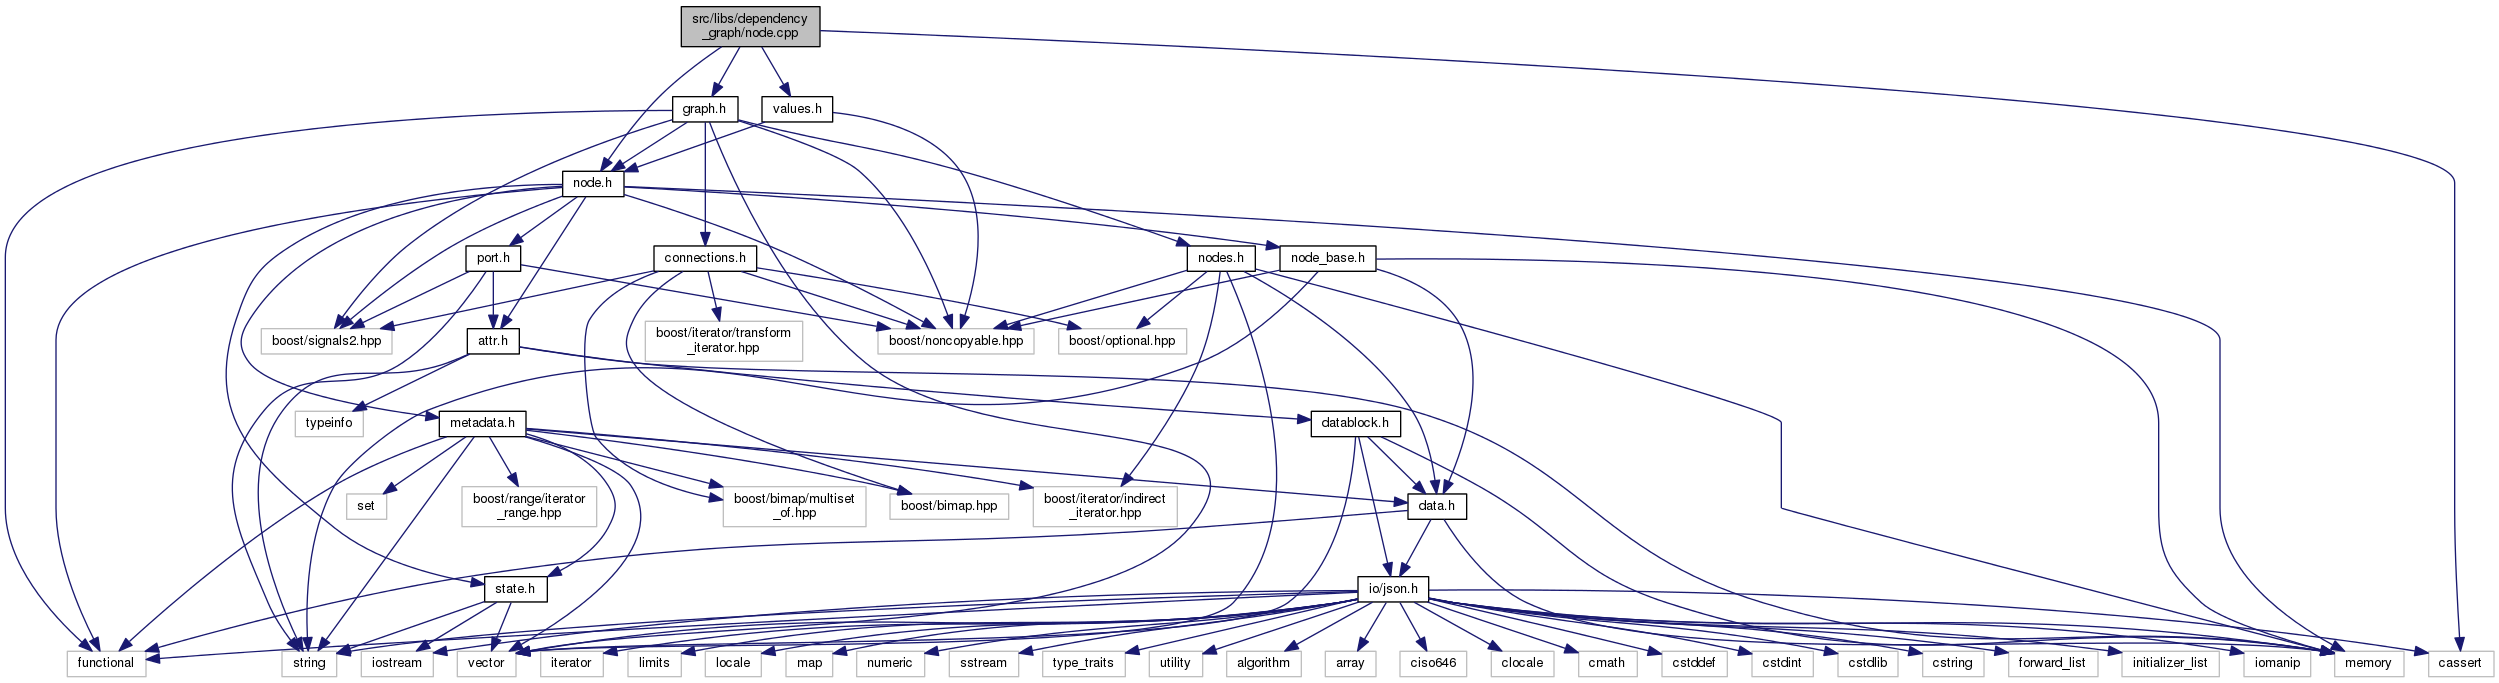 src/libs/dependency
_graph/node.cpp
graph.h
values.h
node.h
port.h
connections.h
nodes.h
node_base.h
boost/signals2.hpp
attr.h
boost/iterator/transform
_iterator.hpp
boost/noncopyable.hpp
boost/optional.hpp
typeinfo
metadata.h
datablock.h
set
boost/range/iterator
_range.hpp
boost/bimap/multiset
_of.hpp
boost/bimap.hpp
boost/iterator/indirect
_iterator.hpp
data.h
state.h
io/json.h
functional
string
iostream
vector
iterator
limits
locale
map
numeric
sstream
type_traits
utility
algorithm
array
ciso646
clocale
cmath
cstddef
cstdint
cstdlib
cstring
forward_list
initializer_list
iomanip
memory
cassert